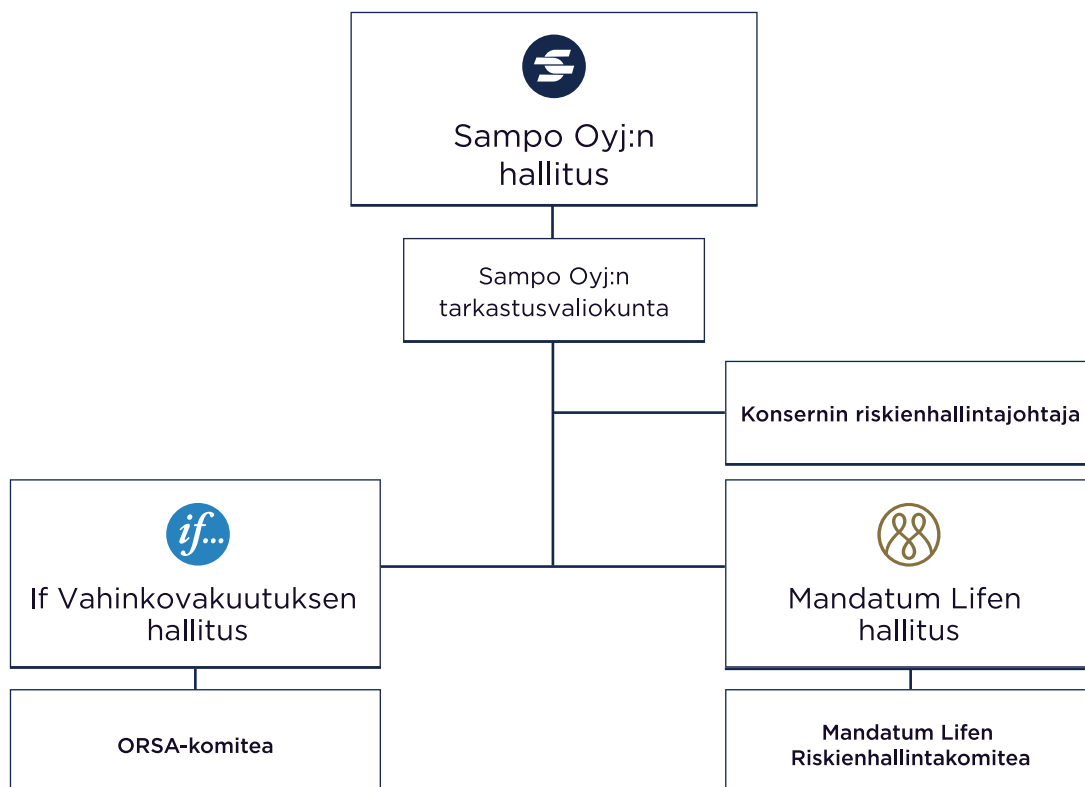 Sampo Oyj:n
hallitus
Sampo Oyj:n
tarkastusvaliokunta
Konsernin riskienhallintajohtaja
if...
If Vahinkovakuutuksen
hallitus
Mandatum Lifen
hallitus
ORSA-komitea
Mandatum Lifen
Riskienhallintakomitea